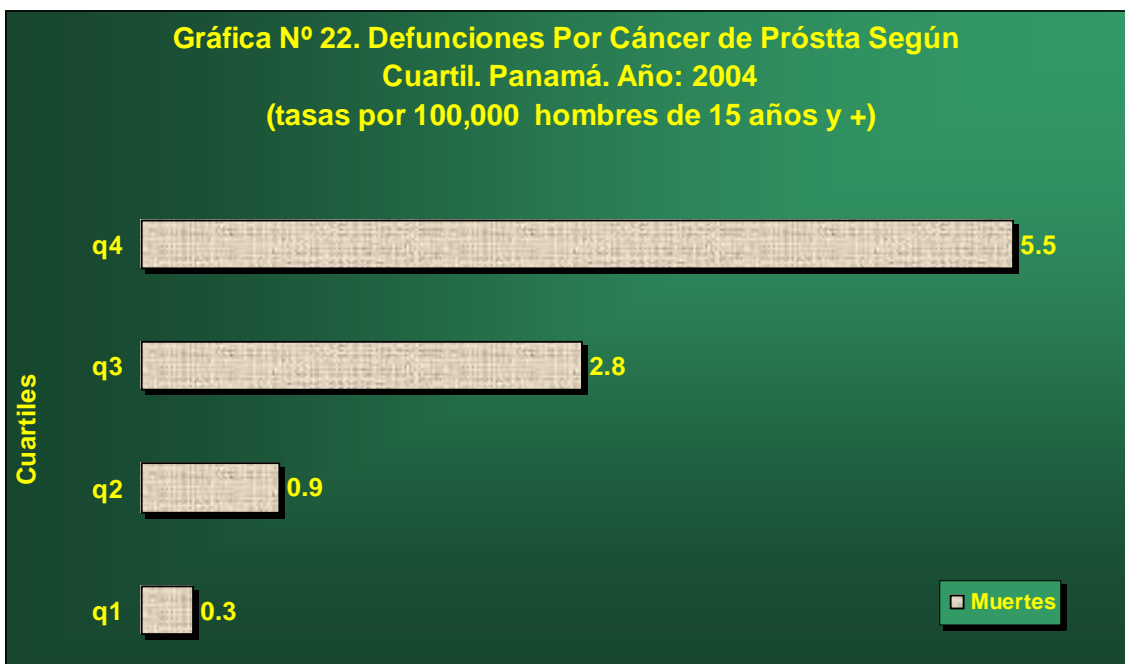 Gráfica Nº 22. Defunciones Por Cáncer de Próstta Según
Cuartil. Panamá. Año: 2004
(tasas por 100,000 hombres de 15 años y +)
q4
5.5
q3
2.8
Cuartiles
q2
0.9
q1
0.3
Muertes